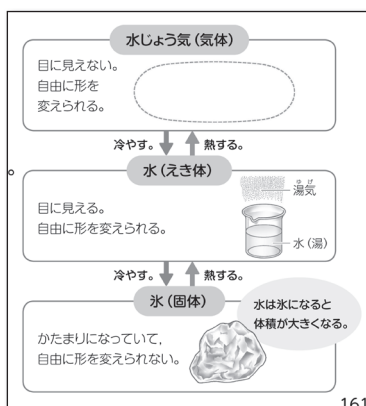 水じょう気(気体)
目に見えない。
自由に形を
変えられる。
冷やす。 熱する。
水(えき体)
目に見える。
自由に形を変えられる。
ゆげ
湯気
水(湯)
冷やす。 熱する。
氷(固体)
水は氷になると
体積が大きくなる。
かたまりになっていて,
自由に形を変えられない。
161